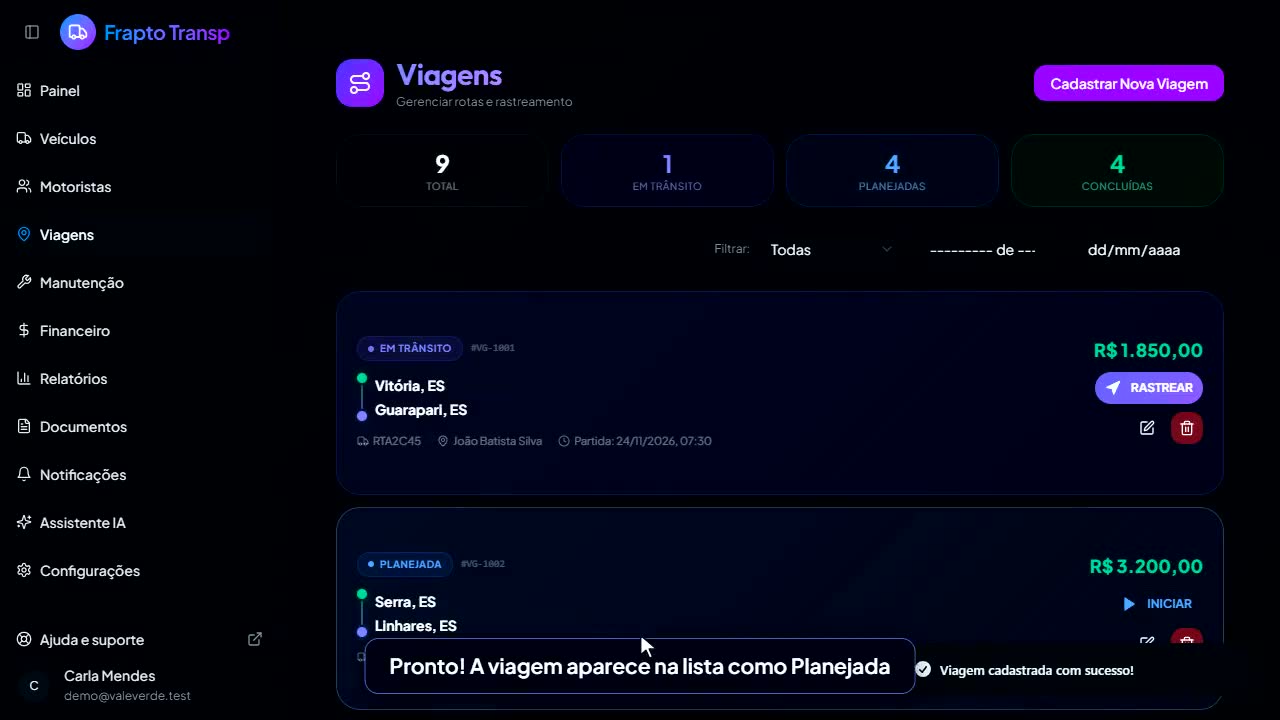 Frapto Transp
Painel
Veículos
Motoristas
Viagens
Manutenção
Financeiro
Relatórios
Documentos
Notificações
Assistente IA
Configurações
Ajuda e suporte
C
Carla Mendes
demo@valeverde.test
Viagens
Gerenciar rotas e rastreamento
Cadastrar Nova Viagem
9
TOTAL
1
EM TRÂNSITO
4
PLANEJADAS
4
CONCLUÍDAS
Filtrar: Todas --------- de --- dd/mm/aaaa
EM TRÂNSITO #VG-1001
R$ 1.850,00
Vitória, ES
RASTREAR
Guarapari, ES
RTA2C45 João Batista Silva Partida: 24/11/2026, 07:30
PLANEJADA #VG-1002
R$ 3.200,00
Serra, ES
INICIAR
Linhares, ES
Pronto! A viagem aparece na lista como Planejada
Viagem cadastrada com sucesso!